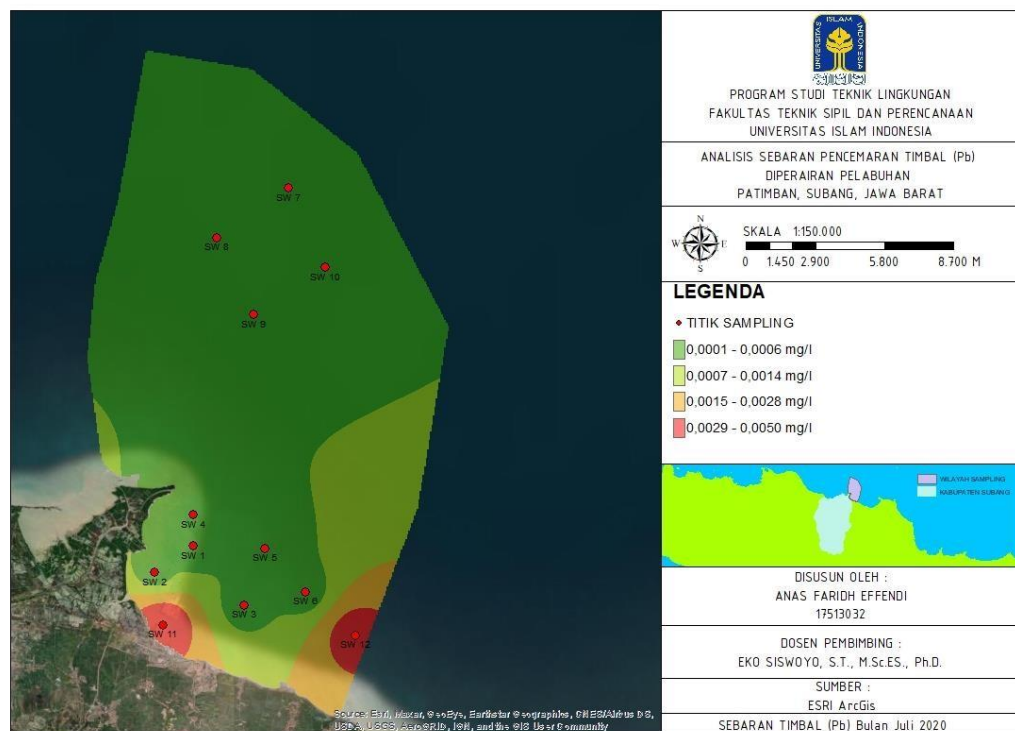 SW 7
SW 8
SW 10
SW 9
SW 4
SW 1
SW 5
SW 2
SW 6
SW 3
SW 11
SW 12
Source: Esri, Maxar, GeoEye, Earthstar Geographics, CNES/Airbus DS,
USDA, USGS, AeroGRID, IGN, and the GIS User Community
UNIVERSITAS ISLAM INDONESIA
PROGRAM STUDI TEKNIK LINGKUNGAN
FAKULTAS TEKNIK SIPIL DAN PERENCANAAN
UNIVERSITAS ISLAM INDONESIA
ANALISIS SEBARAN PENCEMARAN TIMBAL (Pb)
DIPERAIRAN PELABUHAN
PATIMBAN, SUBANG, JAWA BARAT
N
W E
S
SKALA 1:150.000
0 1.450 2.900 5.800 8.700 M
LEGENDA
TITIK SAMPLING
0,0001 - 0,0006 mg/l
0,0007 - 0,0014 mg/l
0,0015 - 0,0028 mg/l
0,0029 - 0,0050 mg/l
WILAYAH SAMPLING
KABUPATEN SUBANG
DISUSUN OLEH :
ANAS FARIDH EFFENDI
17513032
DOSEN PEMBIMBING :
EKO SISWOYO, S.T., M.Sc.ES., Ph.D.
SUMBER :
ESRI ArcGis
SEBARAN TIMBAL (Pb) Bulan Juli 2020